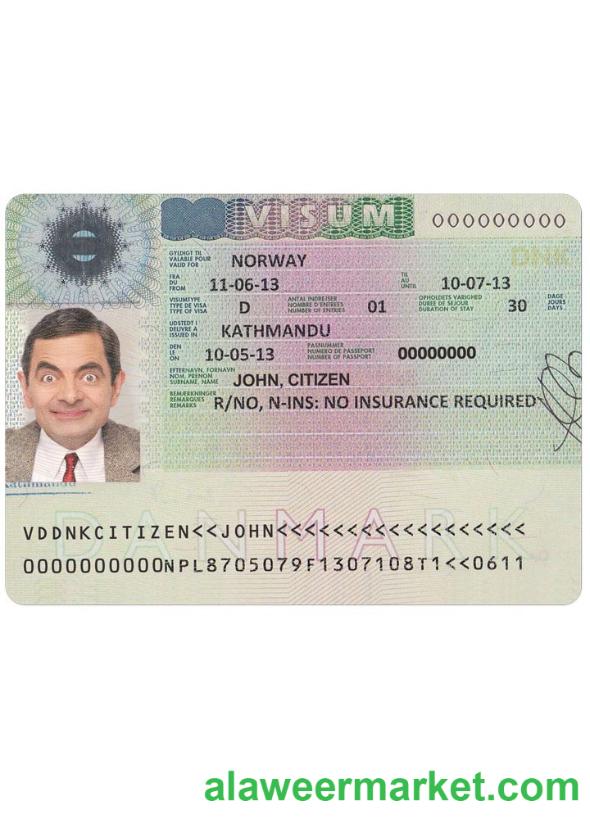 VISUM 000000000
DNK
GYLDIGT TIL
VALABLE POUR
VALID FOR
NORWAY
FRA
DU
FROM
11-06-13
TIL
AU
UNTIL
10-07-13
VISUMTYPE
TYPE DE VISA
TYPE OF VISA
D
ANTAL INDREJSER
NOMBRE D'ENTREES
NUMBER OF ENTRIES
01
OPHOLDETS VARIGHED
DUREE DE SEJOUR
DURATION OF STAY
30
DAGE
JOURS
DAYS
UDSTEDT I
DELIVRE A
ISSUED IN
KATHMANDU
DEN
LE
ON
10-05-13
PASNUMMER
NUMERO DE PASSEPORT
NUMBER OF PASSPORT
00000000
EFTERNAVN, FORNAVN
NOM, PRENOM
SURNAME, NAME
JOHN, CITIZEN
BEMÆRKNINGER
REMARQUES
REMARKS
R/NO, N-INS: NO INSURANCE REQUIRED
Kathmandu
DANMARK
VDDNKCITIZEN<<JOHN<<<<<<<<<<<<<<<<<<
0000000000NPL8705079F1307108T1<<0611
alaweermarket.com